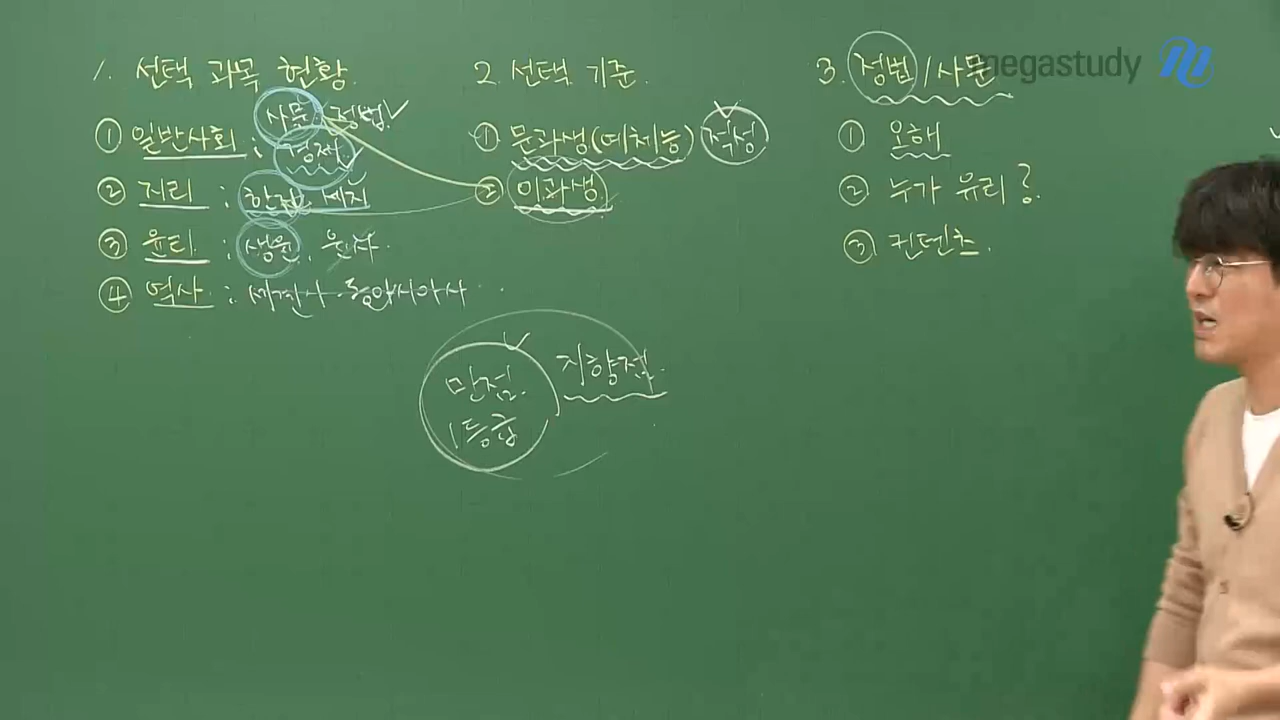 1. 선택 과목 현황.
① 일반사회 : 사문. 정법. 경제.
② 지리 : 한지. 세지
③ 윤리. : 생윤. 윤사.
④ 역사. : 세계사. 동아시아사
만점.
1등급
지향점.
2. 선택 기준.
① 문과생(예체능) 적성
② 이과생
3. 정법/사문
① 오해
② 누가 유리?
③ 컨텐츠.
megastudy